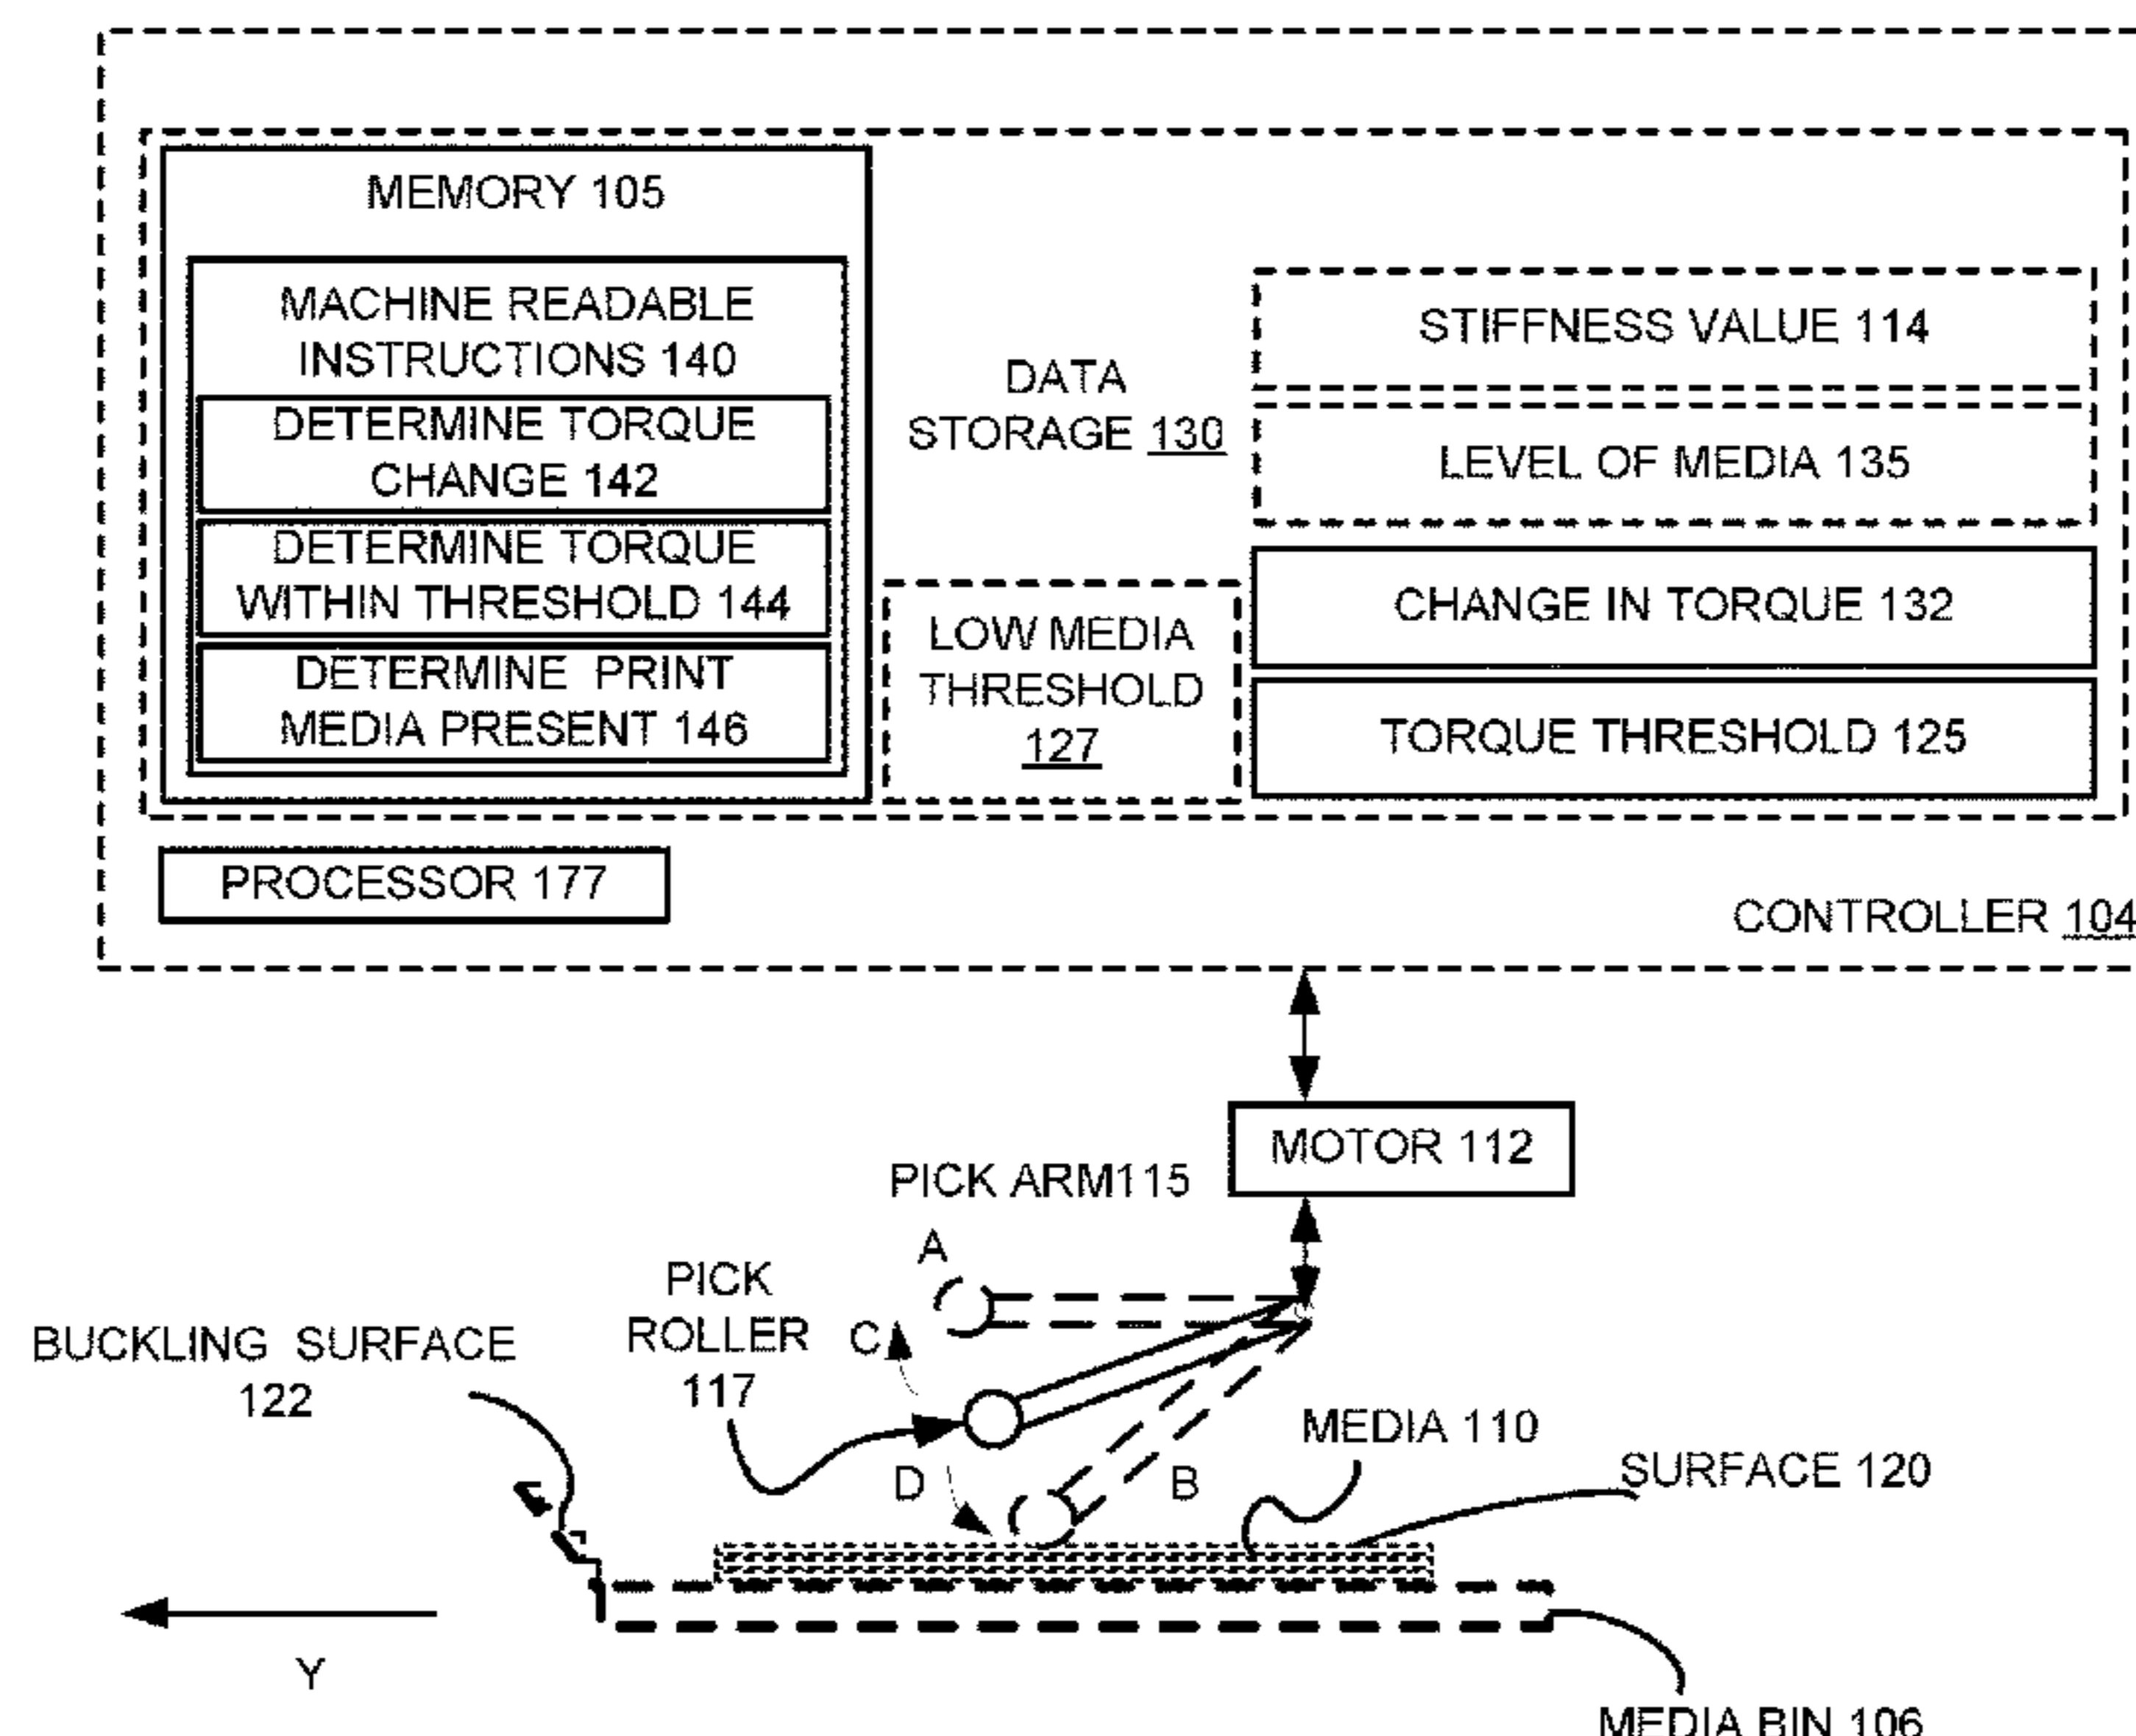 MEMORY 105
MACHINE READABLE
INSTRUCTIONS 140
DETERMINE TORQUE
CHANGE 142
DETERMINE TORQUE
WITHIN THRESHOLD 144
DETERMINE PRINT
MEDIA PRESENT 146
DATA
STORAGE 130
LOW MEDIA
THRESHOLD
127
STIFFNESS VALUE 114
LEVEL OF MEDIA 135
CHANGE IN TORQUE 132
TORQUE THRESHOLD 125
PROCESSOR 177
CONTROLLER 104
MOTOR 112
PICK ARM115
A
PICK
ROLLER
117
C
BUCKLING SURFACE
122
D
B
MEDIA 110
SURFACE 120
Y
MEDIA BIN 106